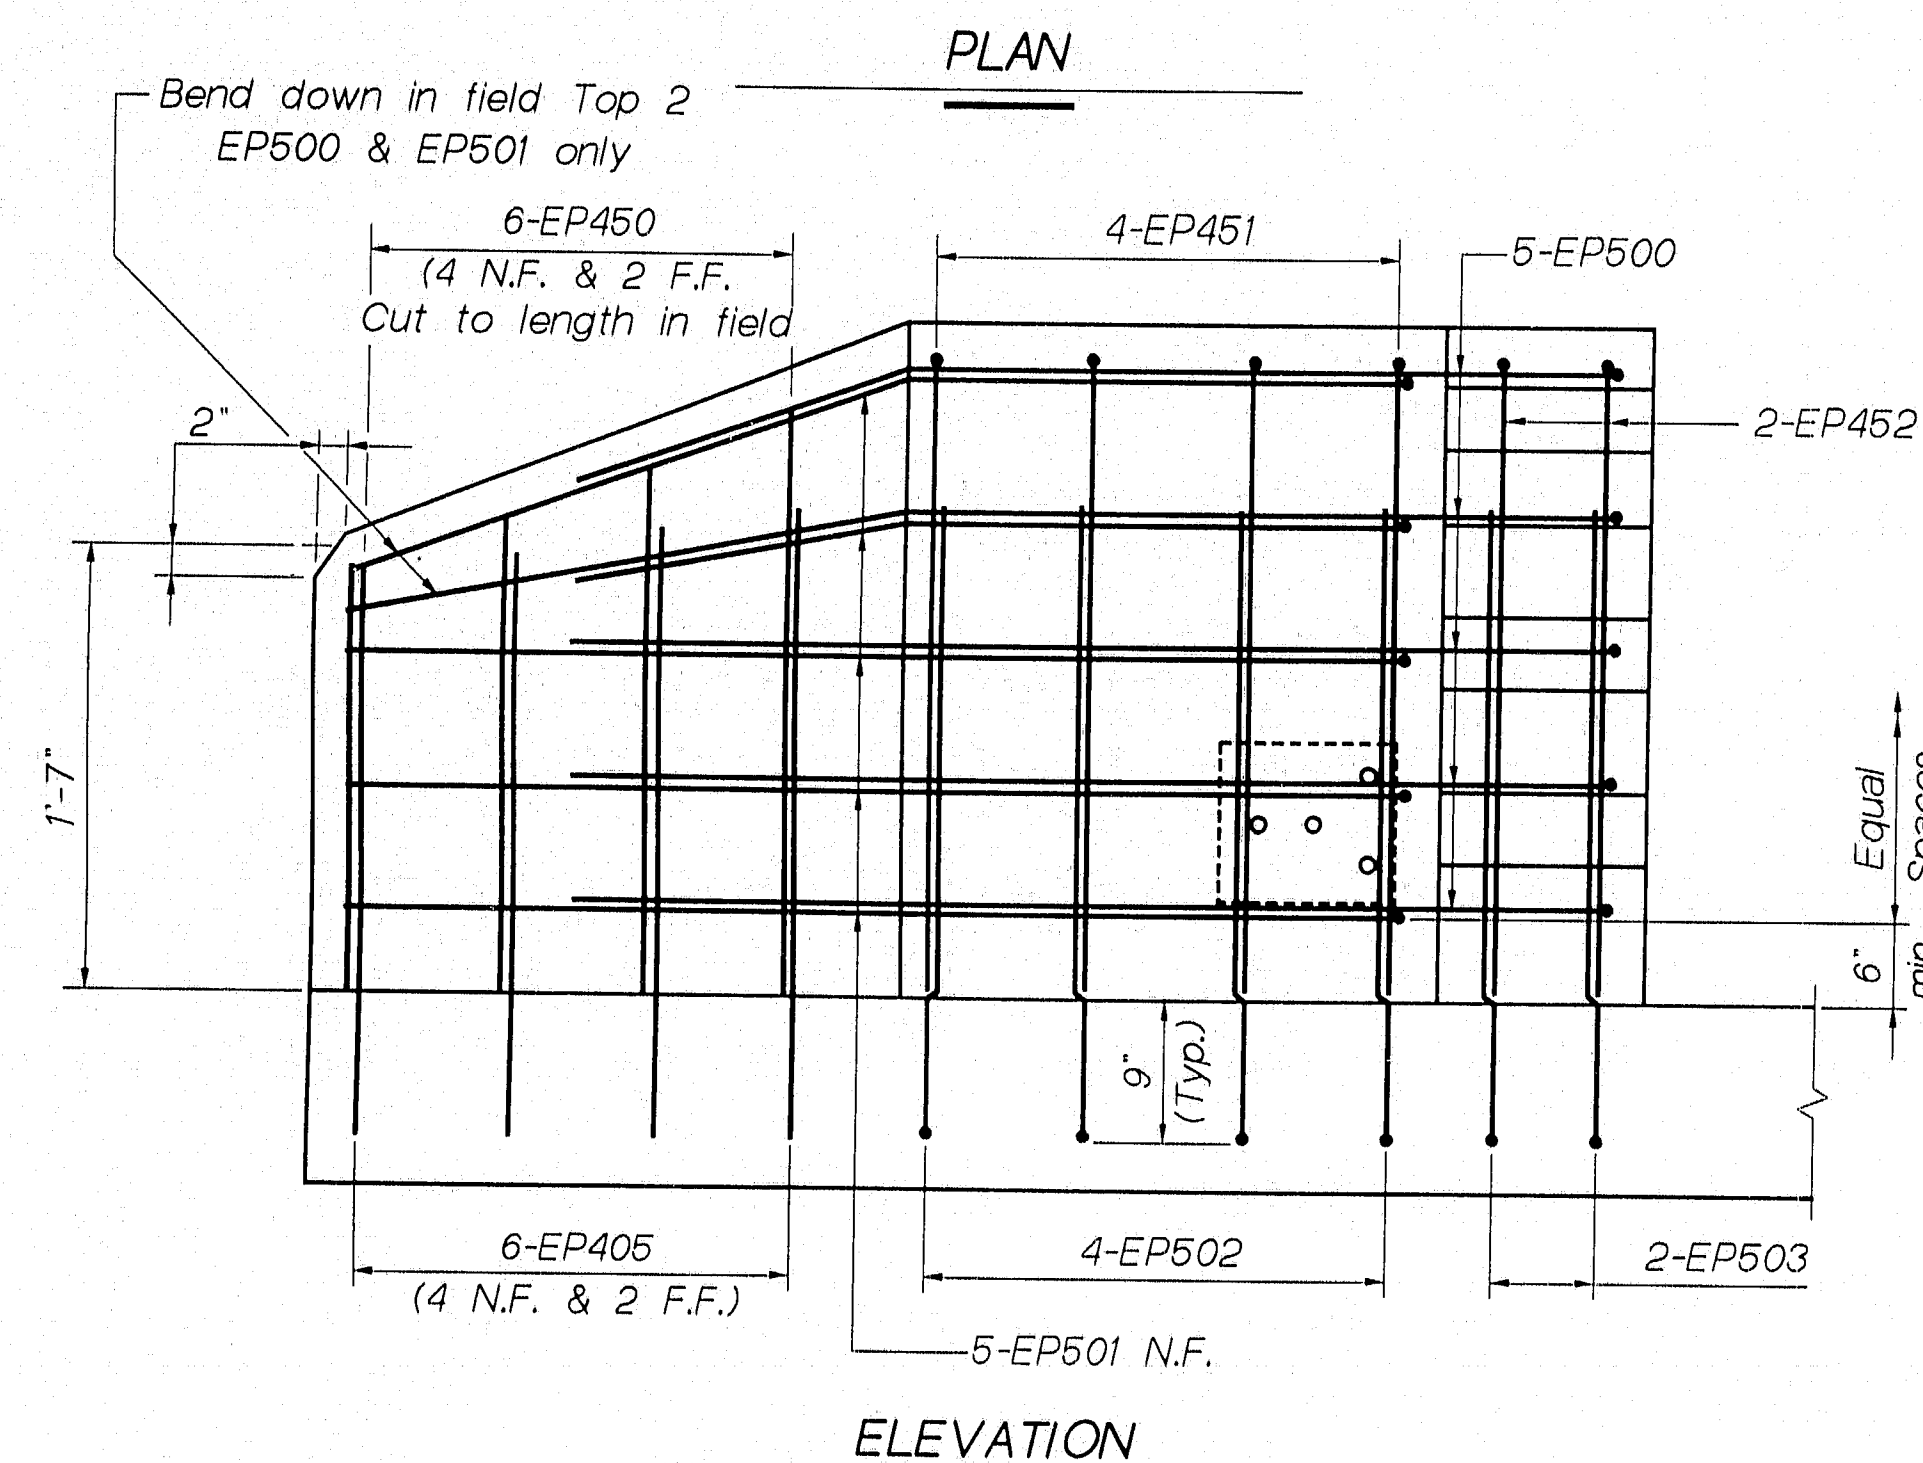 PLAN
Bend down in field Top 2
EP500 & EP501 only
6-EP450
(4 N.F. & 2 F.F.
Cut to length in field
4-EP451
5-EP500
2-EP452
2"
1'-7"
Equal
6"
min.
9"
(Typ.)
6-EP405
(4 N.F. & 2 F.F.)
4-EP502
2-EP503
5-EP501 N.F.
ELEVATION